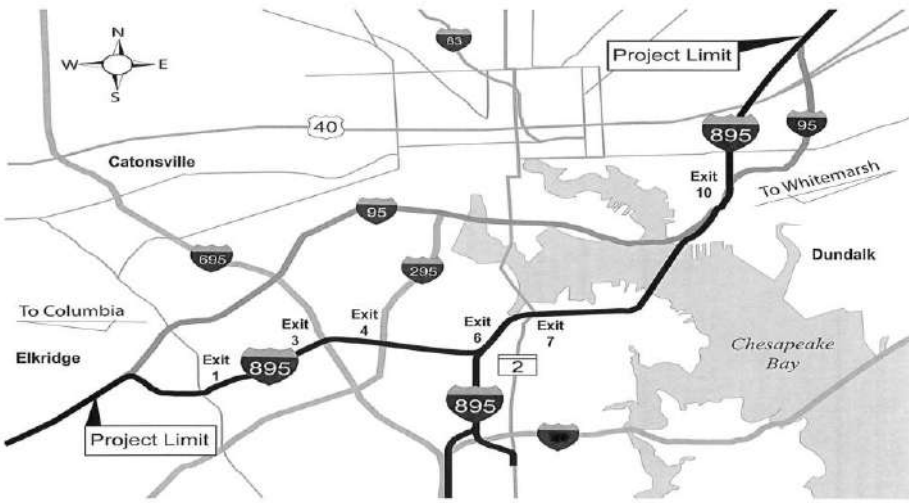 N
W E
S
83
Project Limit
40
895
95
Catonsville
Exit
10
To Whitemarsh
95
695
295
Dundalk
To Columbia
Exit
3
Exit
4
Exit
6
Exit
7
Elkridge
Exit
1
895
2
Chesapeake
Bay
895
Project Limit